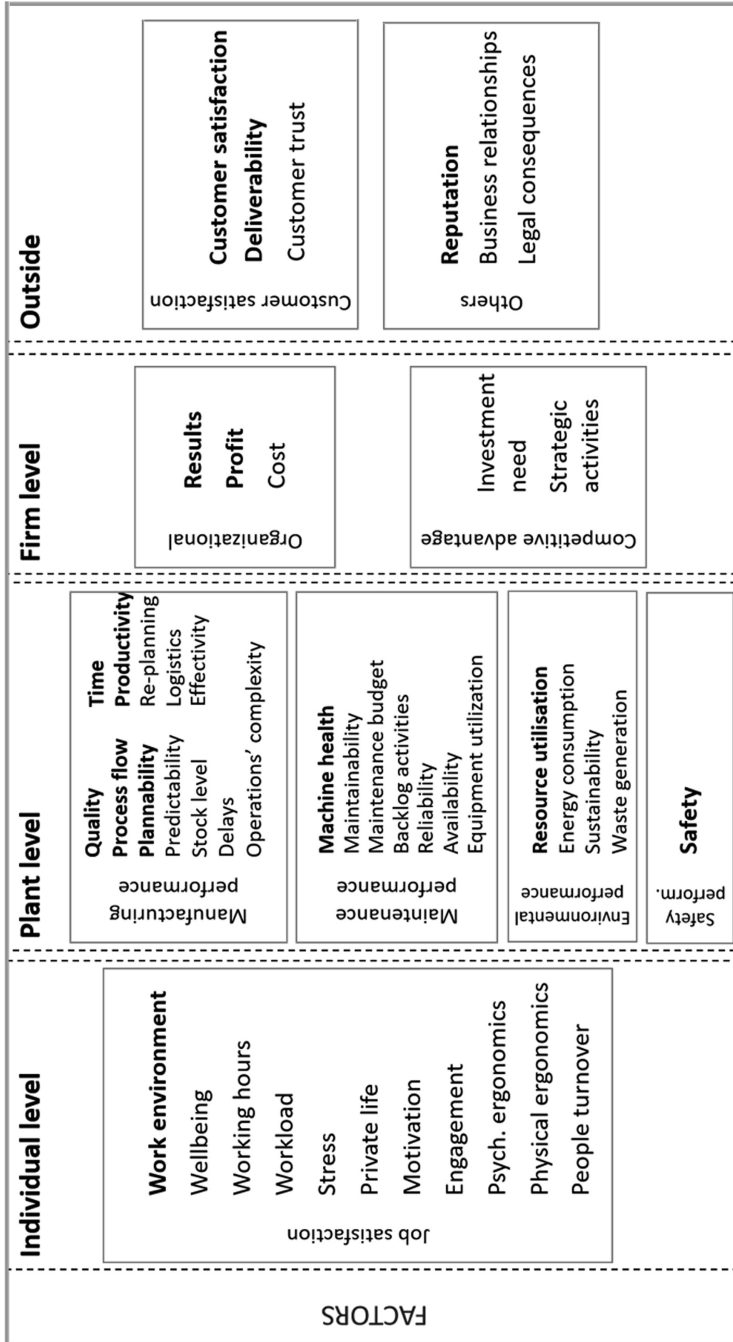 FACTORS
Individual level
Job satisfaction
Work environment
Wellbeing
Working hours
Workload
Stress
Private life
Motivation
Engagement
Psych. ergonomics
Physical ergonomics
People turnover
Plant level
Manufacturing
performance
Quality
Process flow
Plannability
Predictability
Stock level
Delays
Operations’ complexity
Time
Productivity
Re-planning
Logistics
Effectivity
Maintenance
performance
Machine health
Maintainability
Maintenance budget
Backlog activities
Reliability
Availability
Equipment utilization
Environmental
performance
Resource utilisation
Energy consumption
Sustainability
Waste generation
Safety
perform.
Safety
Firm level
Organizational
Results
Profit
Cost
Competitive advantage
Investment
need
Strategic
activities
Outside
Customer satisfaction
Customer satisfaction
Deliverability
Customer trust
Others
Reputation
Business relationships
Legal consequences